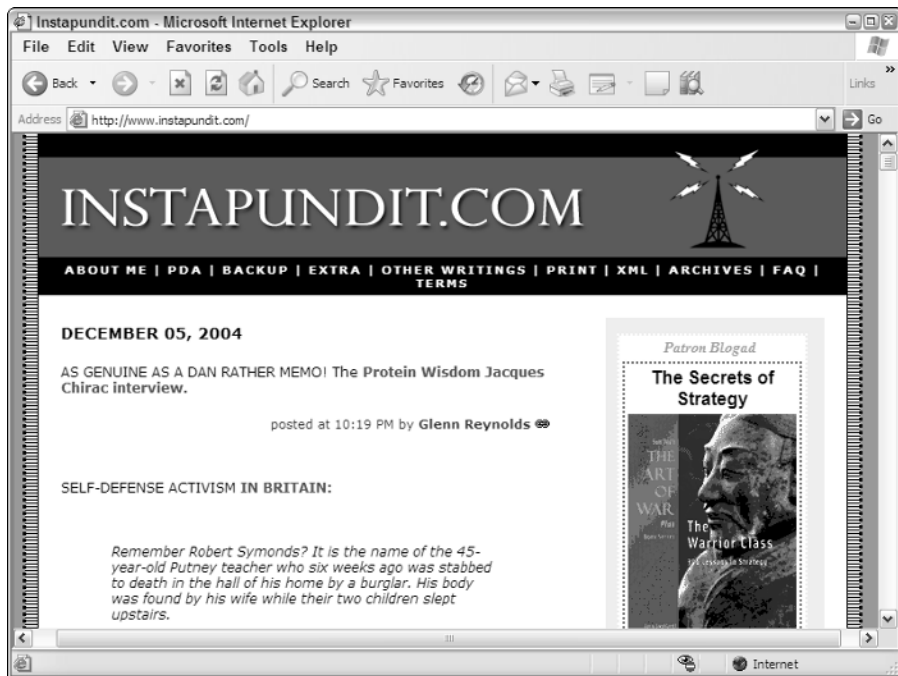 Instapundit.com - Microsoft Internet Explorer
File Edit View Favorites Tools Help
Back Search Favorites Links »
Address http://www.instapundit.com/ Go
INSTAPUNDIT.COM
ABOUT ME | PDA | BACKUP | EXTRA | OTHER WRITINGS | PRINT | XML | ARCHIVES | FAQ |
TERMS
DECEMBER 05, 2004
AS GENUINE AS A DAN RATHER MEMO! The Protein Wisdom Jacques
Chirac interview.
posted at 10:19 PM by Glenn Reynolds
SELF-DEFENSE ACTIVISM IN BRITAIN:
Remember Robert Symonds? It is the name of the 45-
year-old Putney teacher who six weeks ago was stabbed
to death in the hall of his home by a burglar. His body
was found by his wife while their two children slept
upstairs.
Patron Blogad
The Secrets of
Strategy
THE
ART
OF
WAR
Plus
The
Warrior Class
Internet